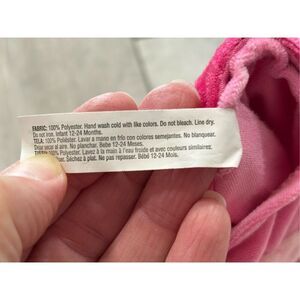 FABRIC: 100% Polyester. Hand wash cold with like colors. Do not bleach. Line dry.
Do not iron. Infant 12-24 Months.
TELA: 100% Poliéster. Lavar a mano en frío con colores semejantes. No blanquear.
Secar al aire. No planchar. Bebé 12-24 Meses.
100% Polyester. Lavez à la main à l'eau froide et avec couleurs similaires.
Séchez à plat. Ne pas repasser. Bébé 12-24 Mois.